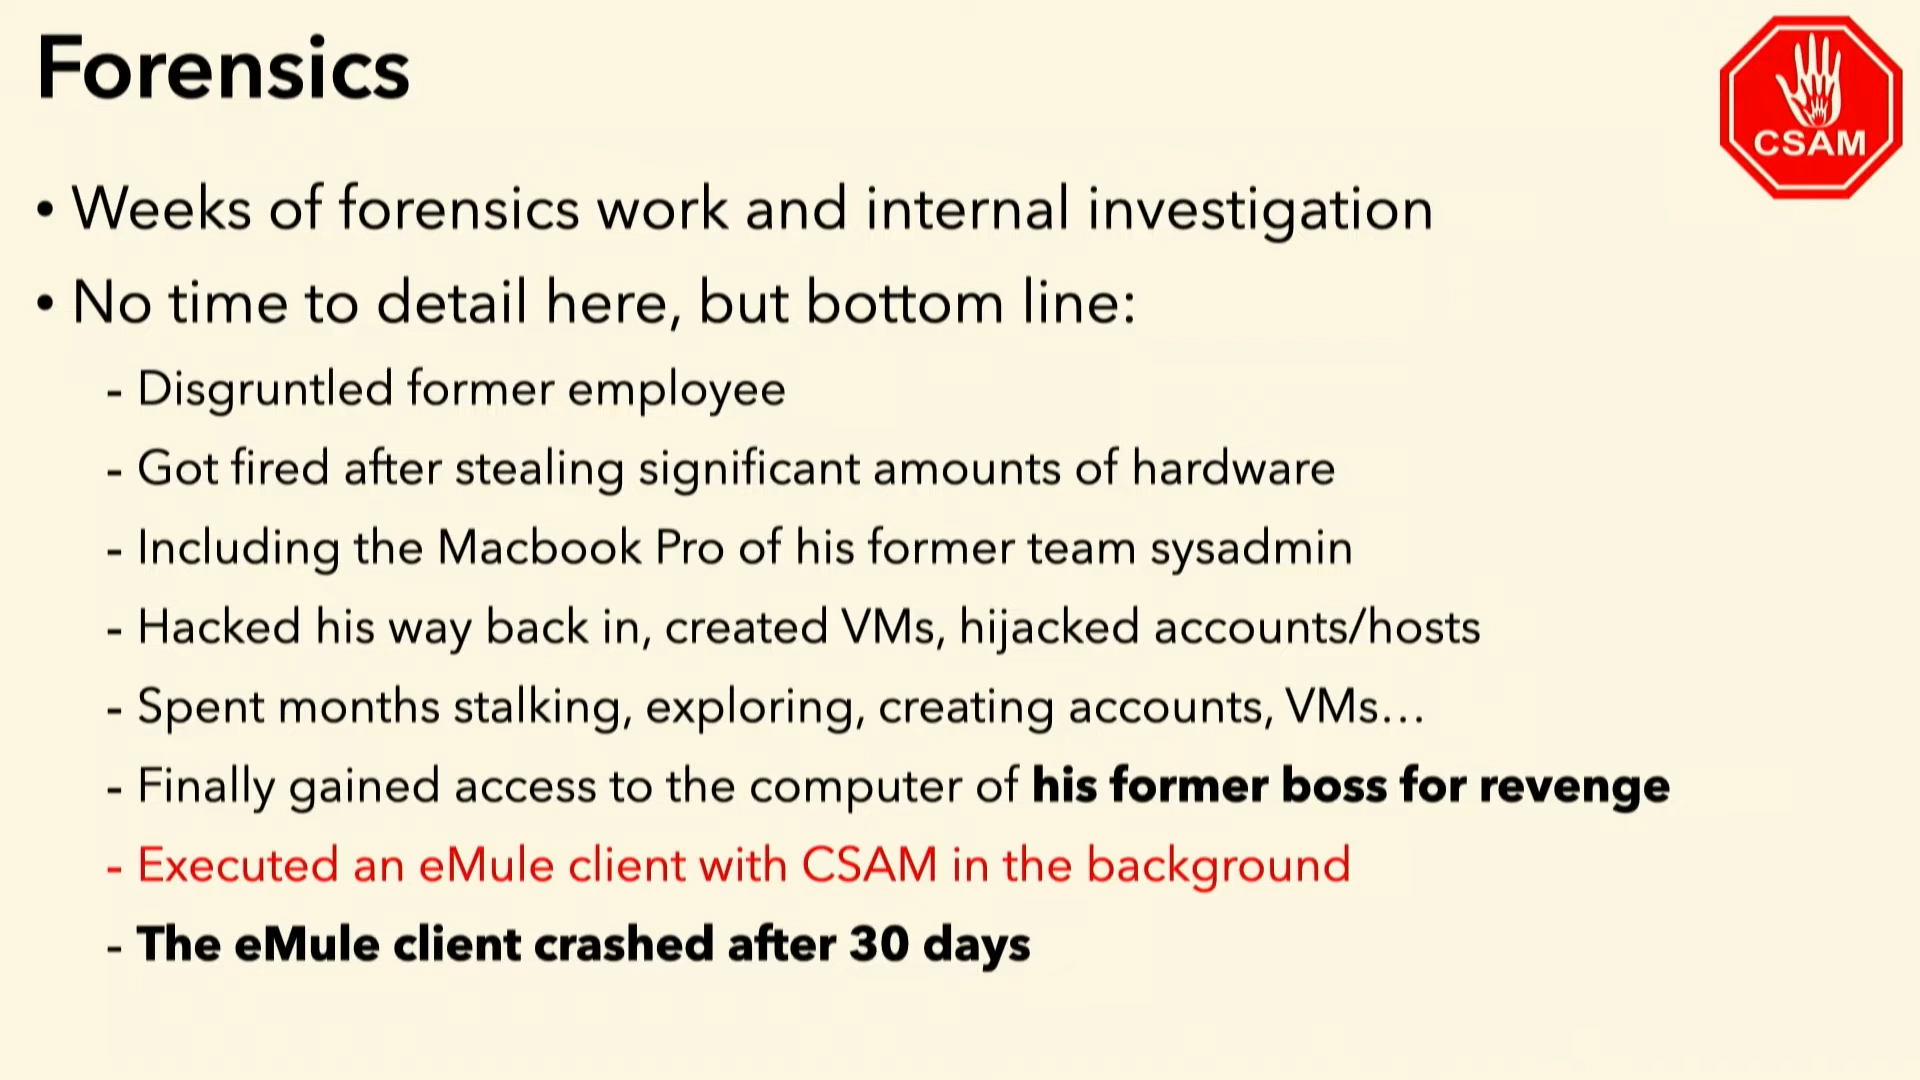 Forensics
CSAM
• Weeks of forensics work and internal investigation
• No time to detail here, but bottom line:
- Disgruntled former employee
- Got fired after stealing significant amounts of hardware
- Including the Macbook Pro of his former team sysadmin
- Hacked his way back in, created VMs, hijacked accounts/hosts
- Spent months stalking, exploring, creating accounts, VMs…
- Finally gained access to the computer of his former boss for revenge
- Executed an eMule client with CSAM in the background
- The eMule client crashed after 30 days